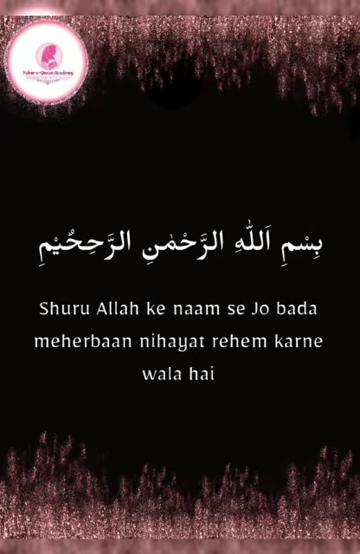 بِسْمِ اَللّٰهِ الرَّحْمٰنِ الرَّحِحُيْمِ
Shuru Allah ke naam se Jo bada
meherbaan nihayat rehem karne
wala hai